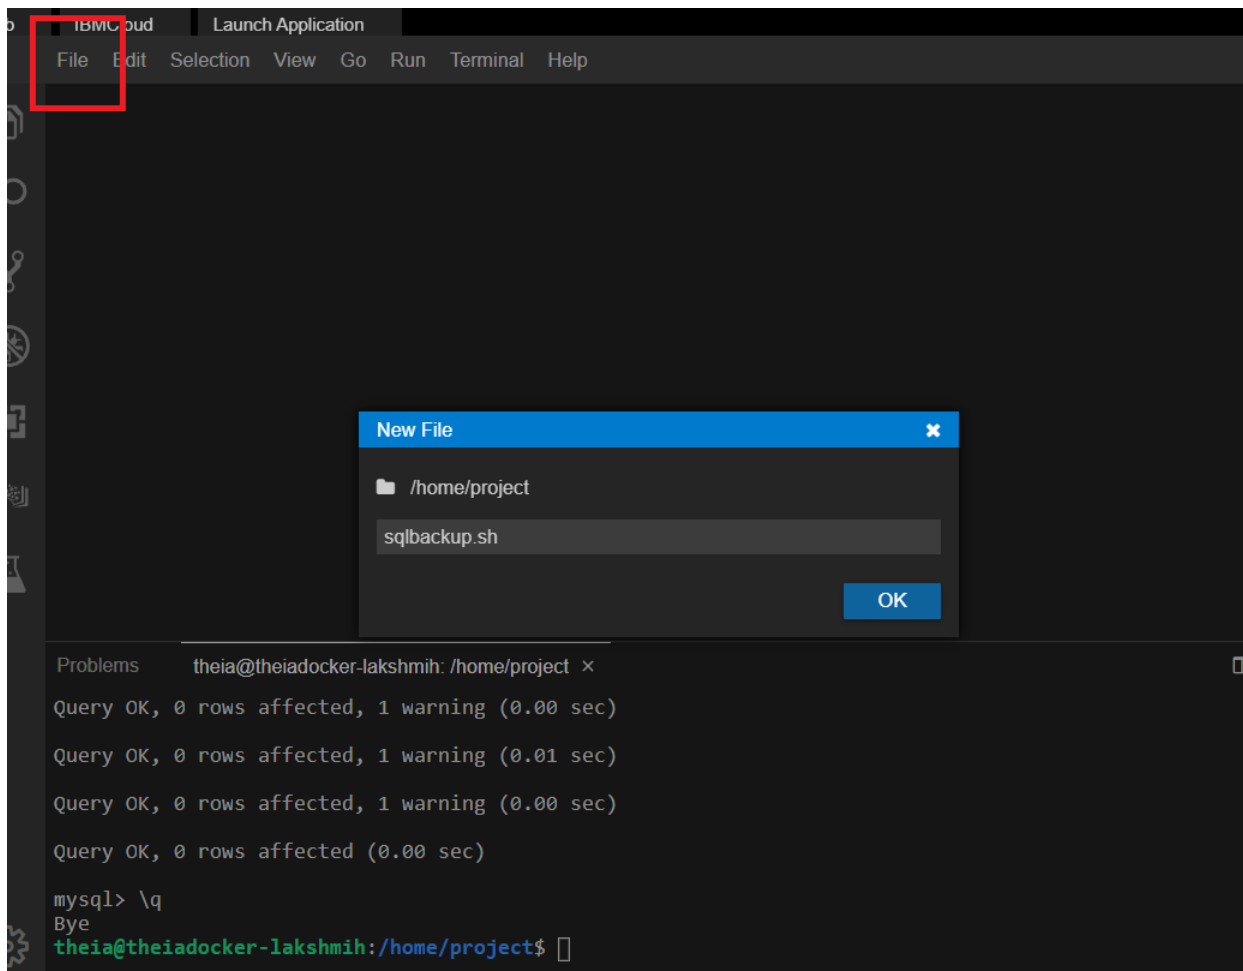 IBMCloud Launch Application
File Edit Selection View Go Run Terminal Help
New File
/home/project
sqlbackup.sh
OK
Problems theia@theiadocker-lakshmih: /home/project
Query OK, 0 rows affected, 1 warning (0.00 sec)
Query OK, 0 rows affected, 1 warning (0.01 sec)
Query OK, 0 rows affected, 1 warning (0.00 sec)
Query OK, 0 rows affected (0.00 sec)
mysql> \q
Bye
theia@theiadocker-lakshmih:/home/project$